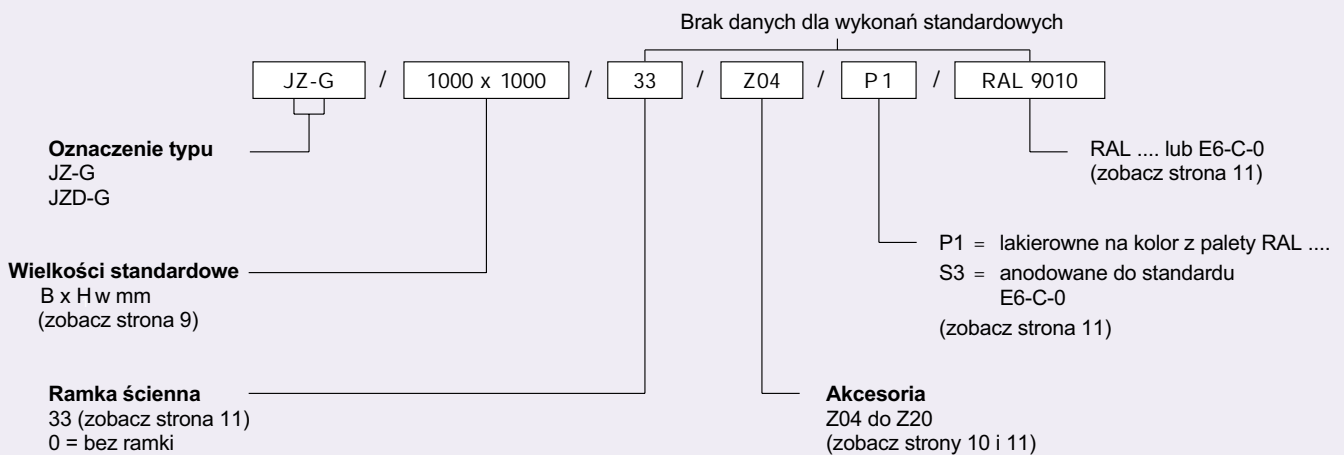 Brak danych dla wykonań standardowych
JZ-G / 1000 x 1000 / 33 / Z04 / P1 / RAL 9010
Oznaczenie typu
JZ-G
JZD-G
RAL .... lub E6-C-0
(zobacz strona 11)
P1 = lakierowne na kolor z palety RAL ....
S3 = anodowane do standardu
E6-C-0
(zobacz strona 11)
Wielkości standardowe
B x H w mm
(zobacz strona 9)
Ramka ścienna
33 (zobacz strona 11)
0 = bez ramki
Akcesoria
Z04 do Z20
(zobacz strony 10 i 11)